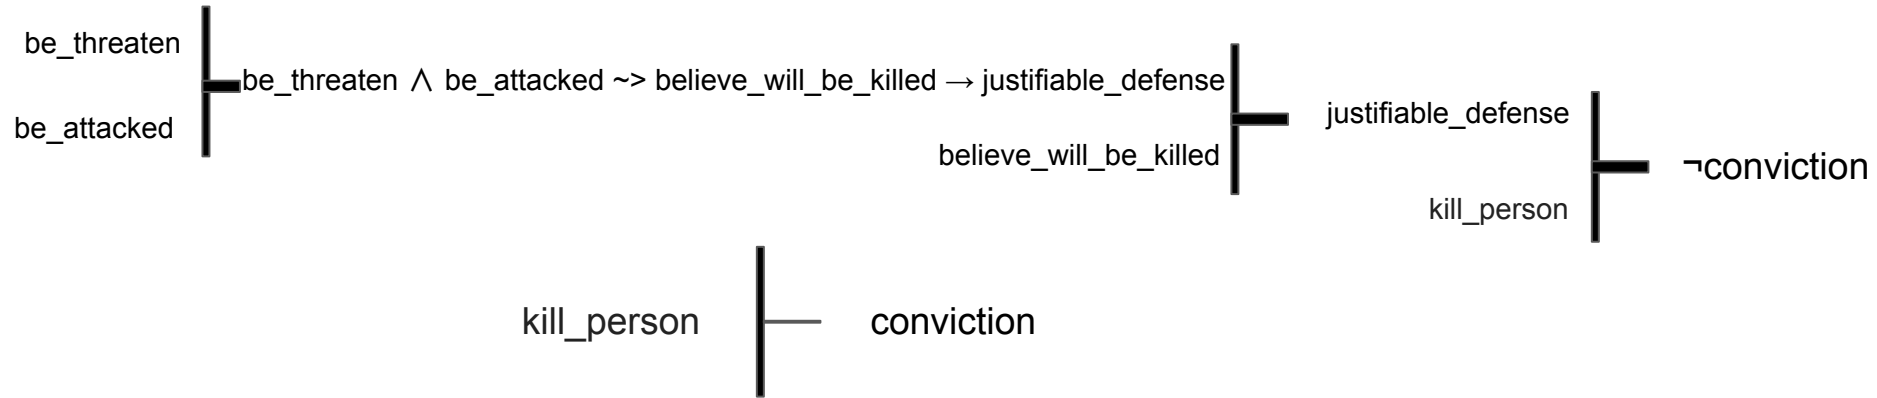 be_threaten
be_attacked
be_threaten ∧ be_attacked ~> believe_will_be_killed → justifiable_defense
believe_will_be_killed
justifiable_defense
kill_person
¬conviction
kill_person
conviction